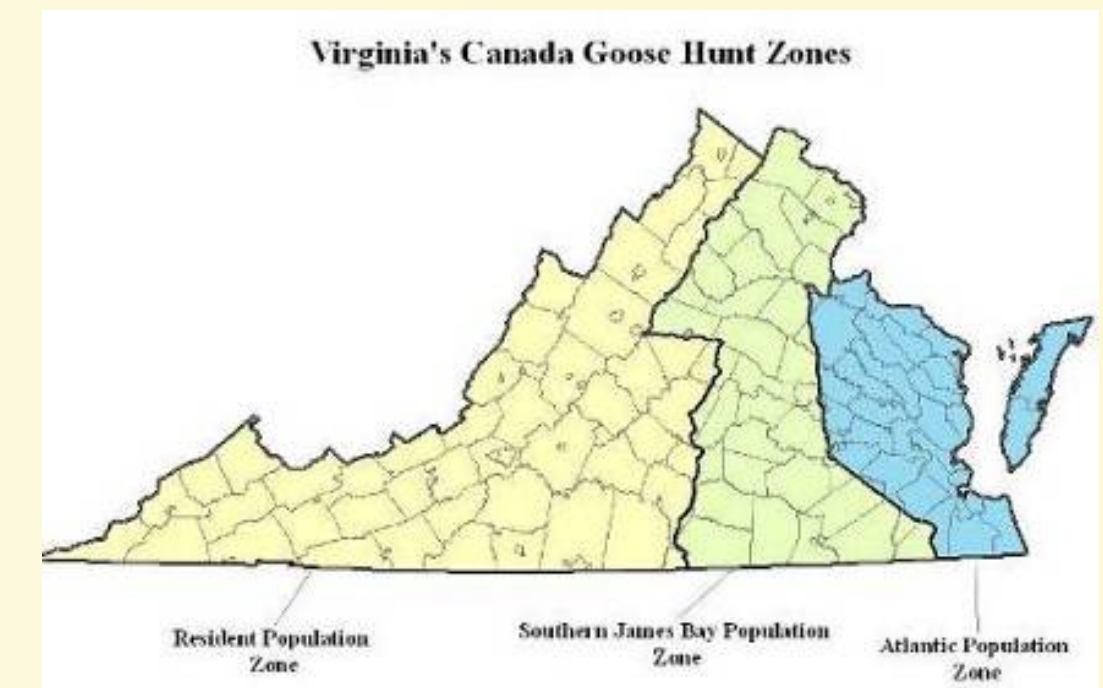 Virginia's Canada Goose Hunt Zones
Resident Population
Zone
Southern James Bay Population
Zone
Atlantic Population
Zone